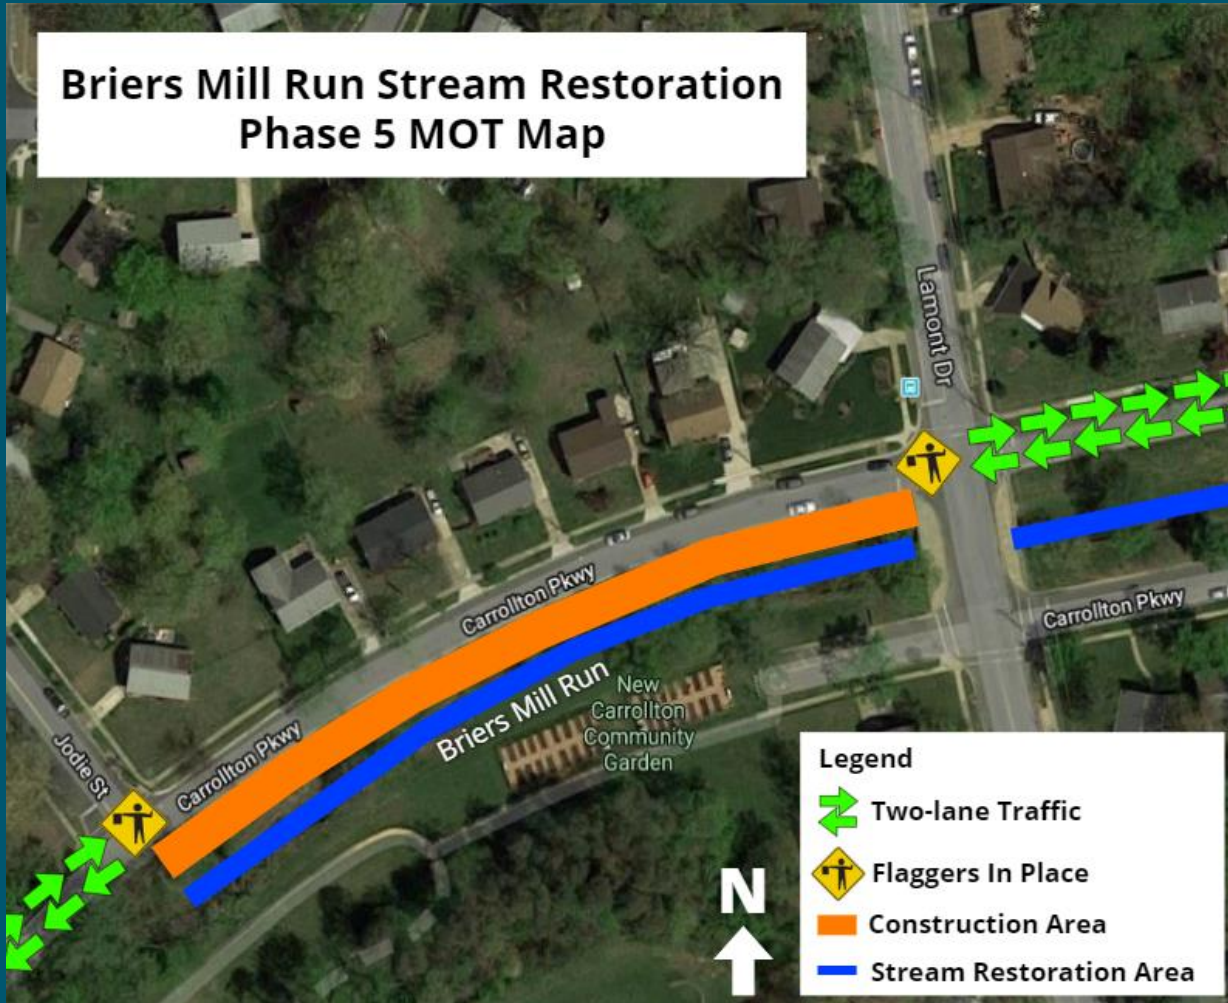 Briers Mill Run Stream Restoration
Phase 5 MOT Map
Lamont Dr
Carrollton Pkwy
Carrollton Pkwy
Briers Mill Run
New
Carrollton
Community
Garden
Jodie St
Carrollton Pkwy
Legend
Two-lane Traffic
Flaggers In Place
Construction Area
Stream Restoration Area
N